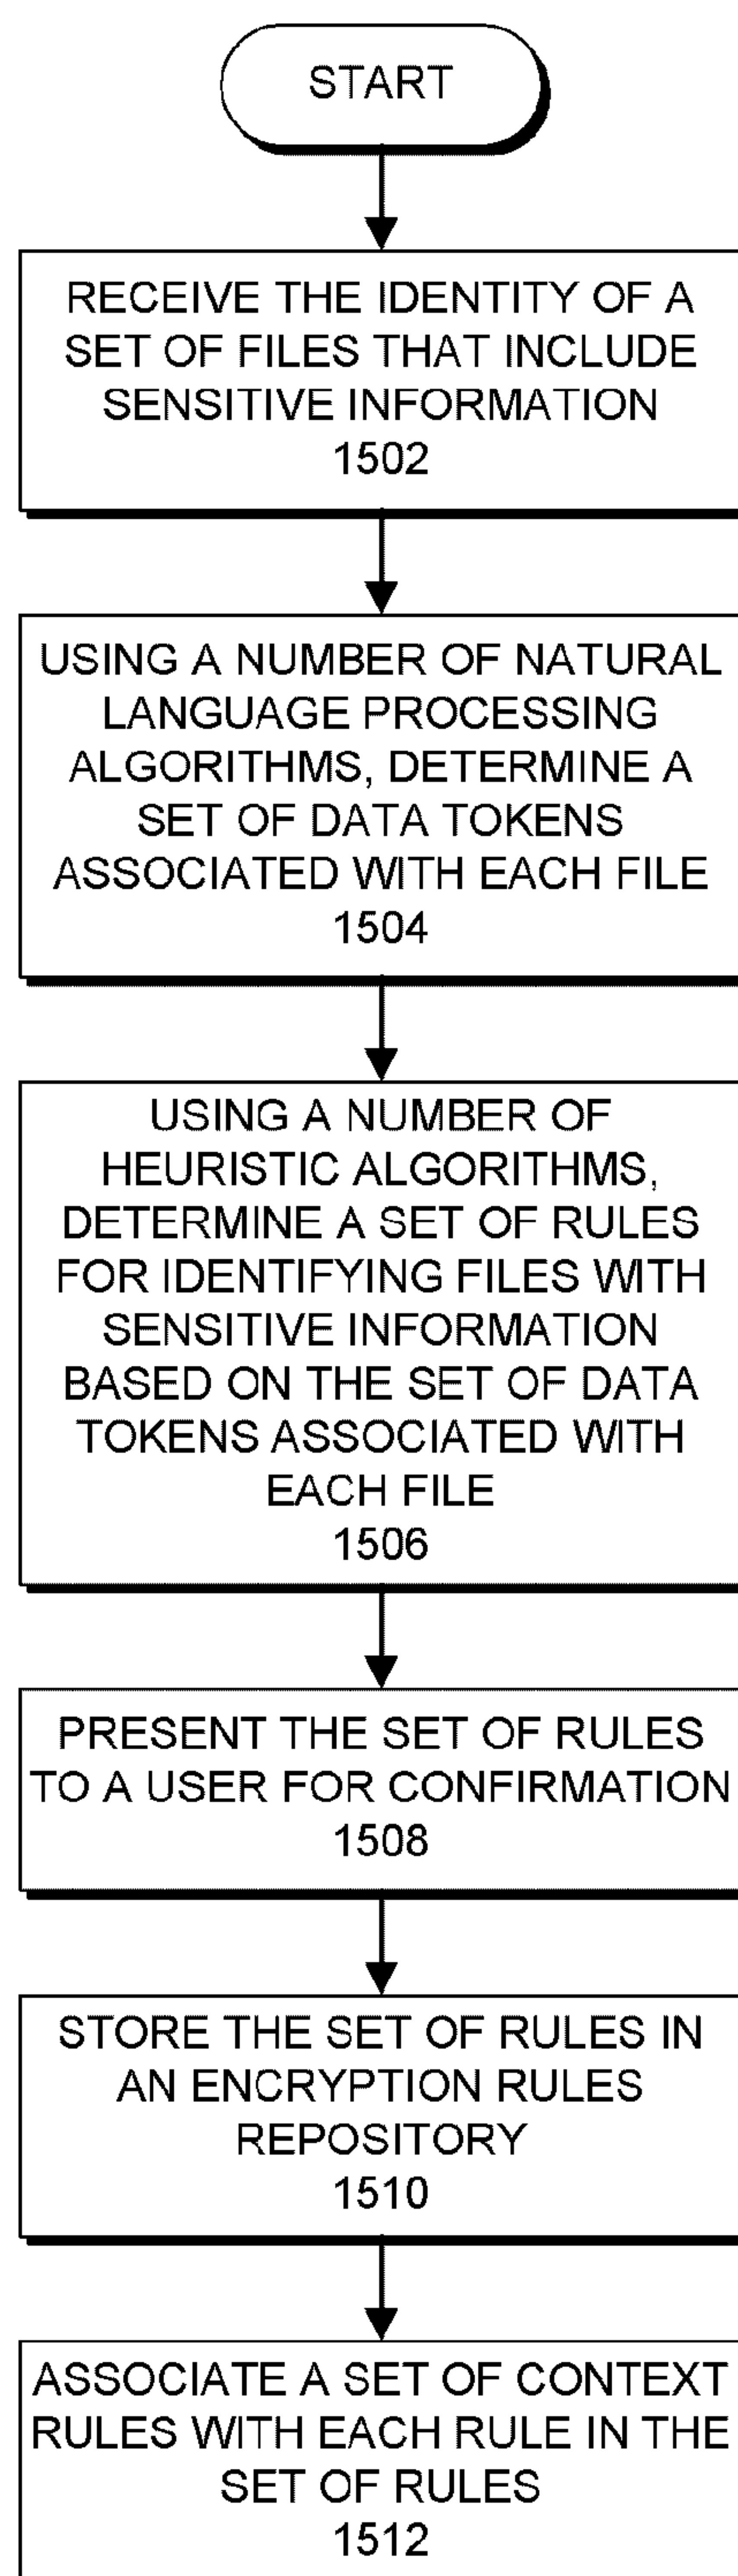 START
RECEIVE THE IDENTITY OF A
SET OF FILES THAT INCLUDE
SENSITIVE INFORMATION
1502
USING A NUMBER OF NATURAL
LANGUAGE PROCESSING
ALGORITHMS, DETERMINE A
SET OF DATA TOKENS
ASSOCIATED WITH EACH FILE
1504
USING A NUMBER OF
HEURISTIC ALGORITHMS,
DETERMINE A SET OF RULES
FOR IDENTIFYING FILES WITH
SENSITIVE INFORMATION
BASED ON THE SET OF DATA
TOKENS ASSOCIATED WITH
EACH FILE
1506
PRESENT THE SET OF RULES
TO A USER FOR CONFIRMATION
1508
STORE THE SET OF RULES IN
AN ENCRYPTION RULES
REPOSITORY
1510
ASSOCIATE A SET OF CONTEXT
RULES WITH EACH RULE IN THE
SET OF RULES
1512